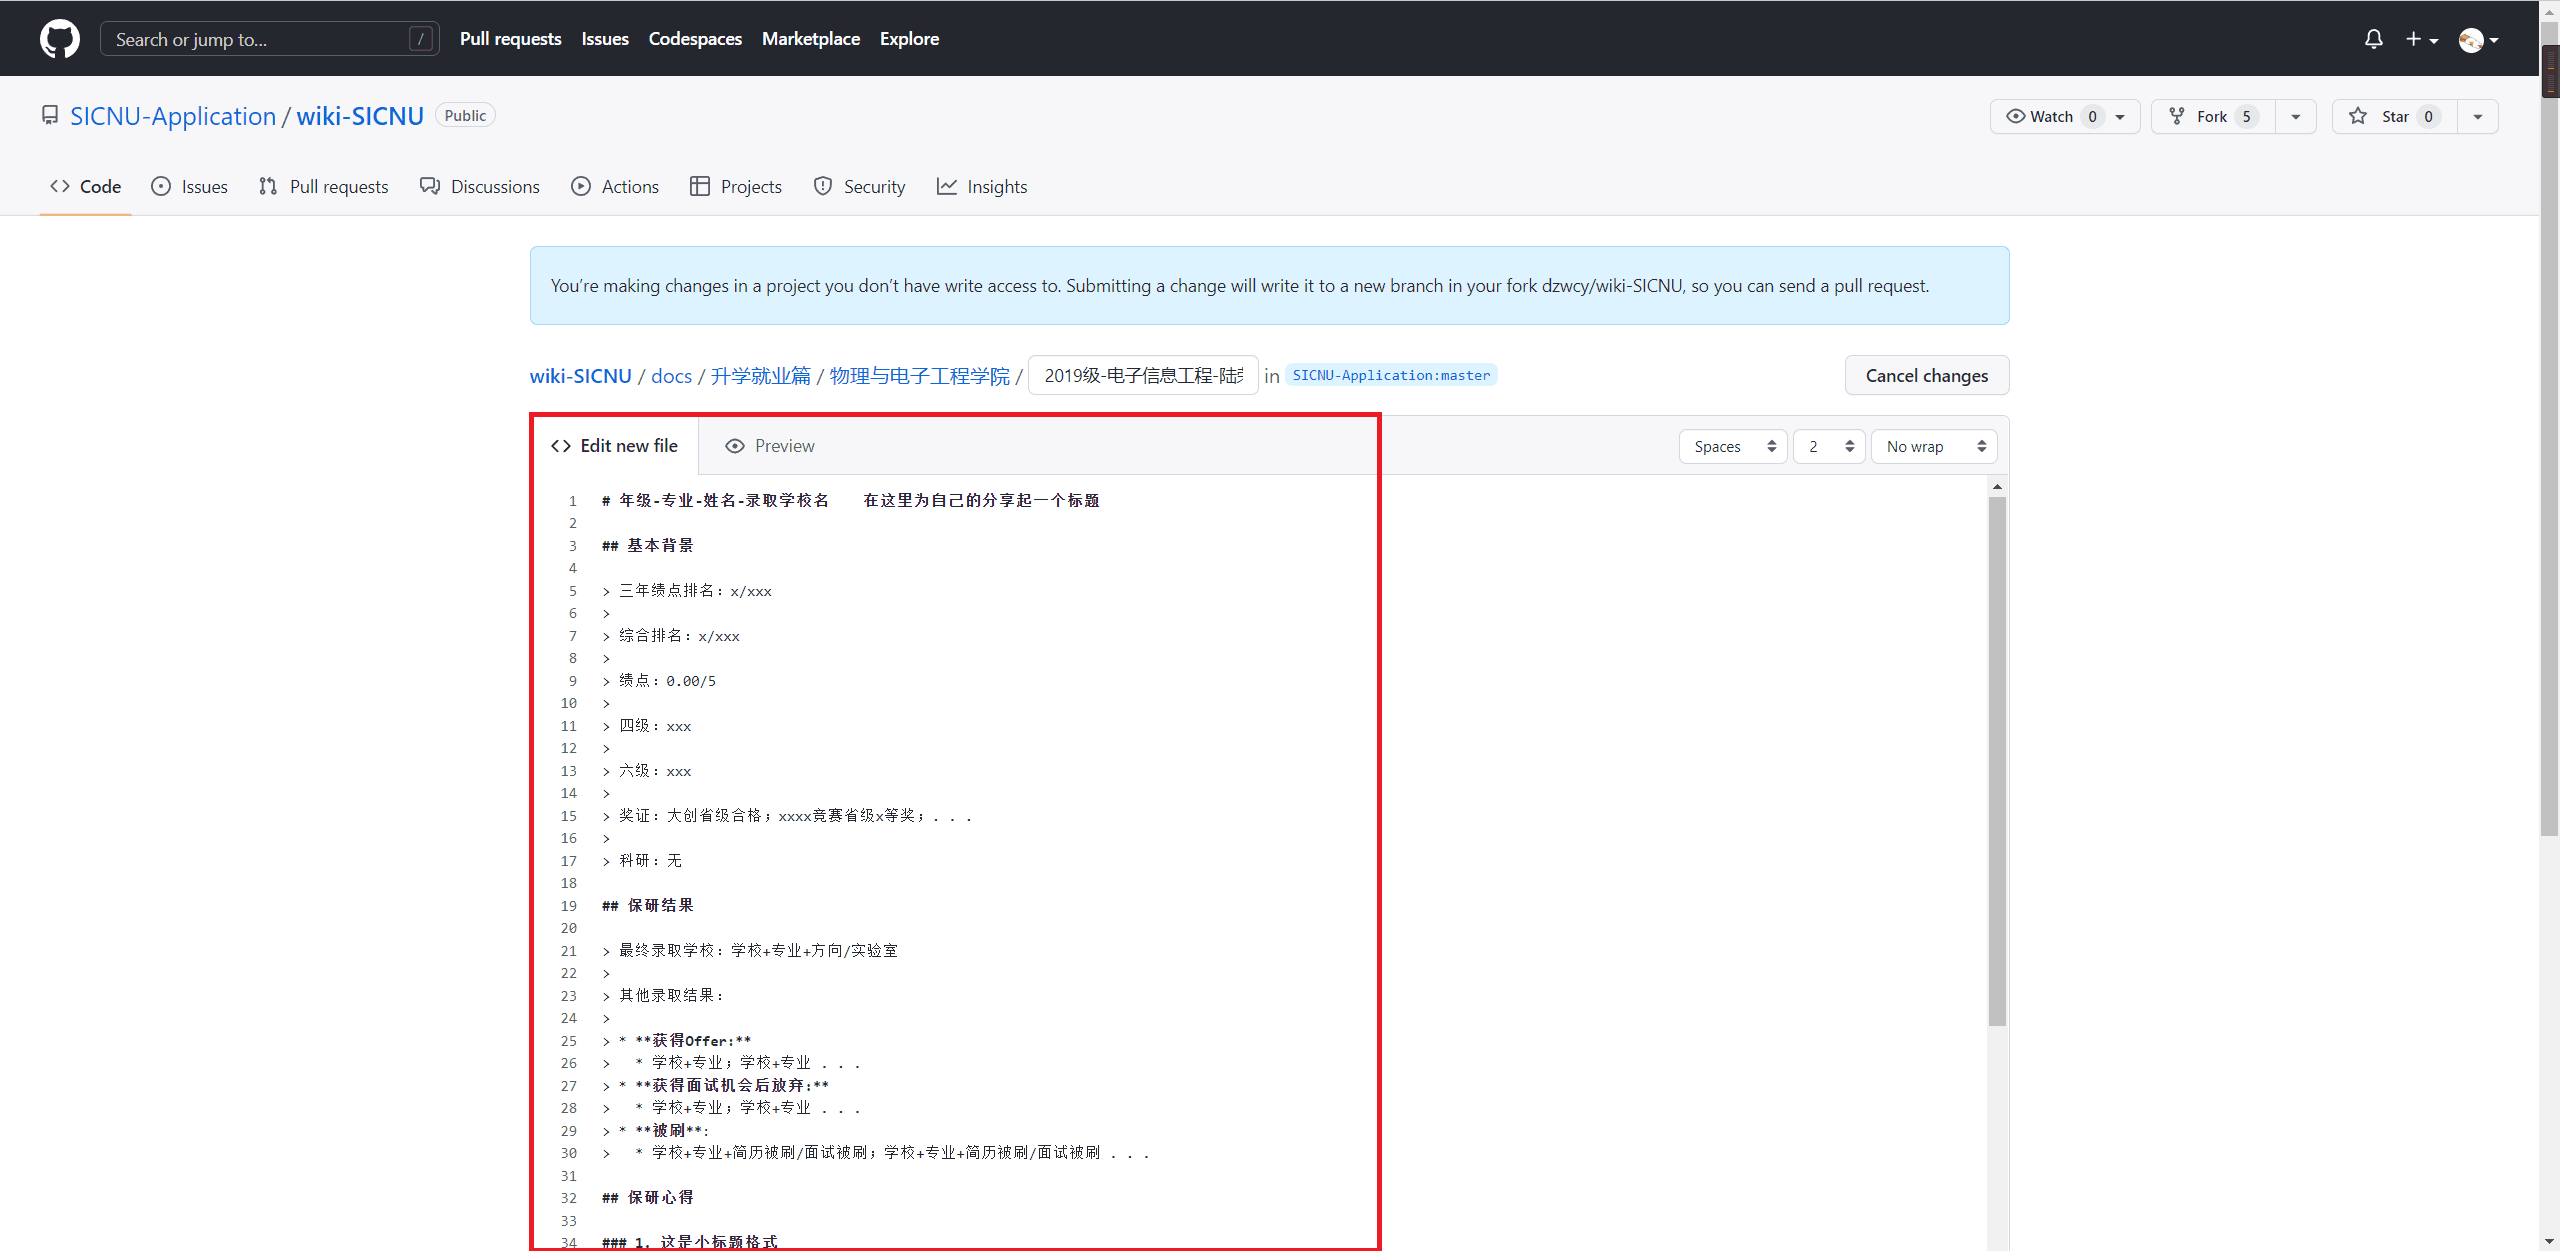 Search or jump to... /
Pull requests Issues Codespaces Marketplace Explore
SICNU-Application / wiki-SICNU Public
Watch 0 Fork 5 Star 0
Code Issues Pull requests Discussions Actions Projects Security Insights
You're making changes in a project you don't have write access to. Submitting a change will write it to a new branch in your fork dzwcy/wiki-SICNU, so you can send a pull request.
wiki-SICNU / docs / 升学就业篇 / 物理与电子工程学院 / 2019级-电子信息工程-陆 in SICNU-Application:master
Cancel changes
<> Edit new file Preview
Spaces 2 No wrap
1 # 年级-专业-姓名-录取学校名 在这里为自己的分享起一个标题
2
3 ## 基本背景
4
5 > 三年绩点排名：x/xxx
6 >
7 > 综合排名：x/xxx
8 >
9 > 绩点：0.00/5
10 >
11 > 四级：xxx
12 >
13 > 六级：xxx
14 >
15 > 奖证：大创省级合格；xxxx竞赛省级x等奖；. . .
16 >
17 > 科研：无
18
19 ## 保研结果
20
21 > 最终录取学校：学校+专业+方向/实验室
22 >
23 > 其他录取结果：
24 >
25 > * **获得Offer:**
26 >   * 学校+专业；学校+专业 . . .
27 > * **获得面试机会后放弃:**
28 >   * 学校+专业；学校+专业 . . .
29 > * **被刷**:
30 >   * 学校+专业+简历被刷/面试被刷；学校+专业+简历被刷/面试被刷 . . .
31
32 ## 保研心得
33
34 ### 1. 这是小标题格式